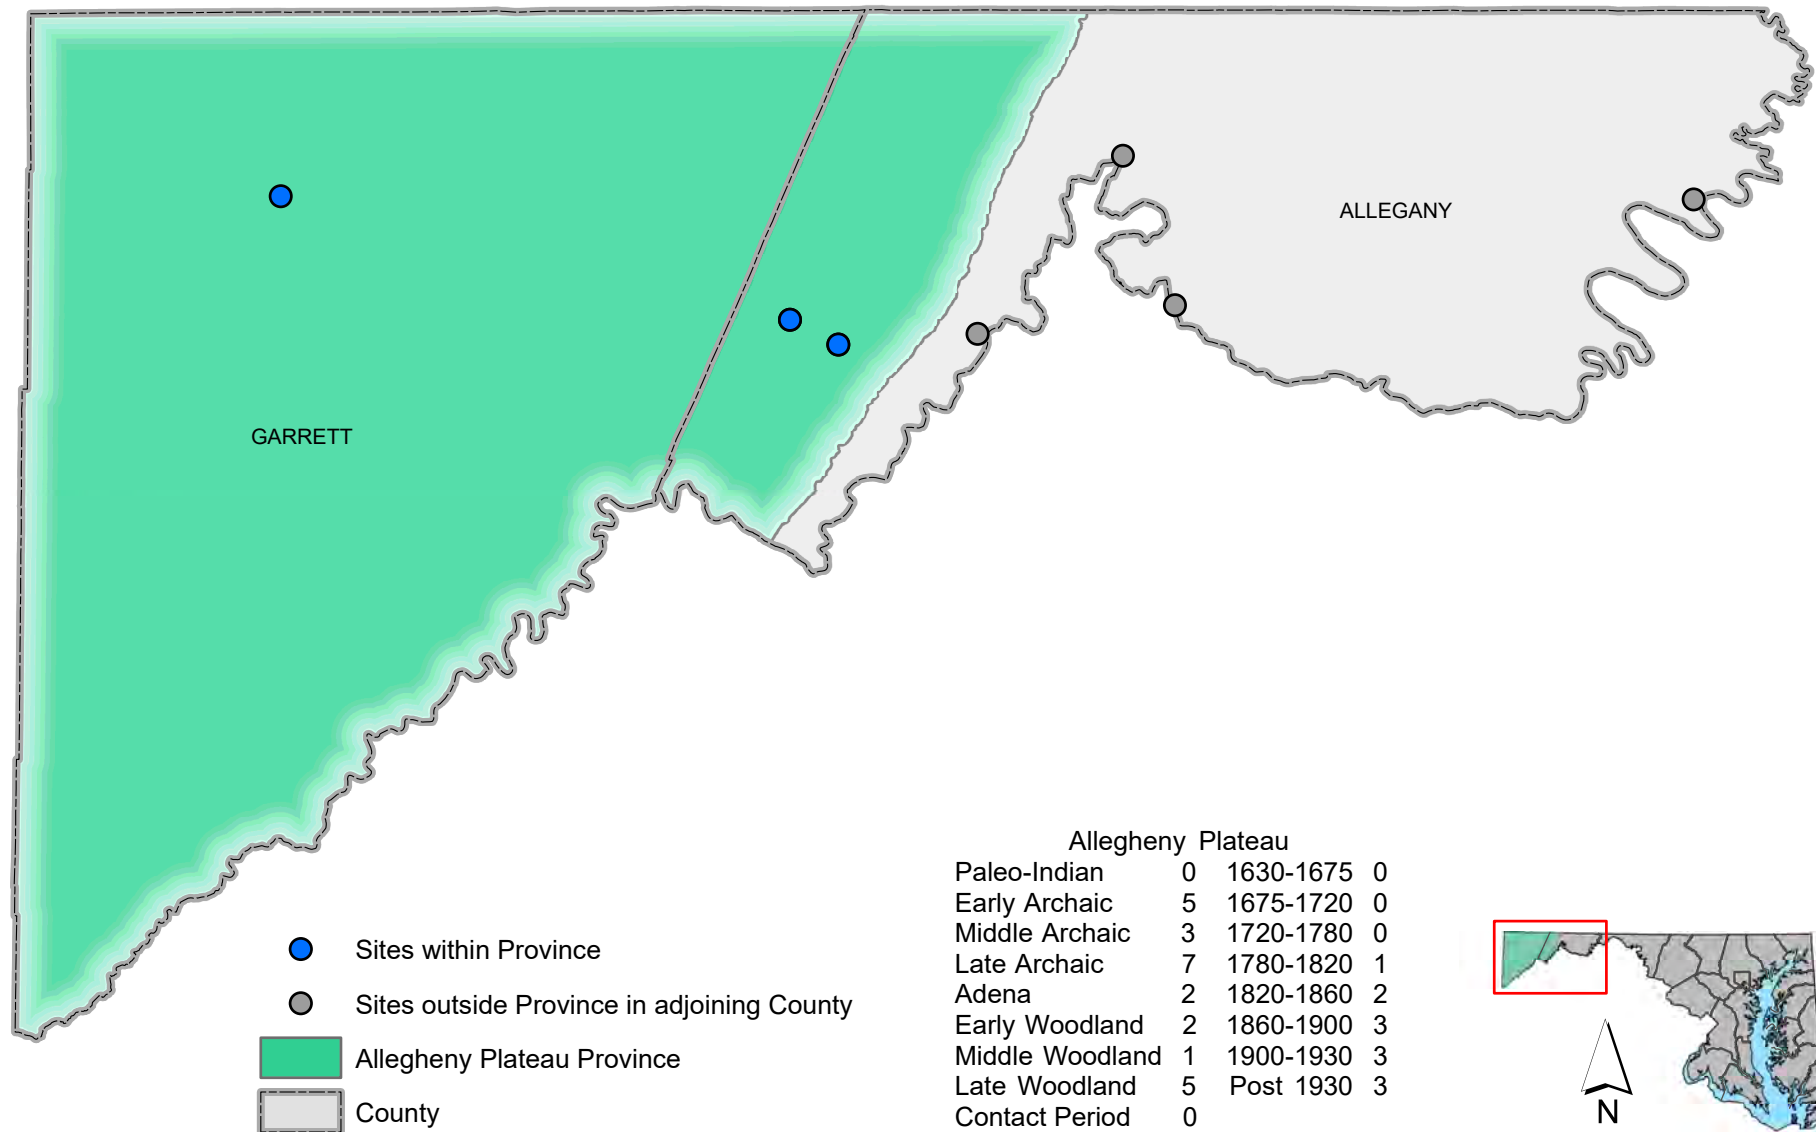 GARRETT
ALLEGANY
Sites within Province
Sites outside Province in adjoining County
Allegheny Plateau Province
County
Allegheny Plateau
Paleo-Indian 0 1630-1675 0
Early Archaic 5 1675-1720 0
Middle Archaic 3 1720-1780 0
Late Archaic 7 1780-1820 1
Adena 2 1820-1860 2
Early Woodland 2 1860-1900 3
Middle Woodland 1 1900-1930 3
Late Woodland 5 Post 1930 3
Contact Period 0
N